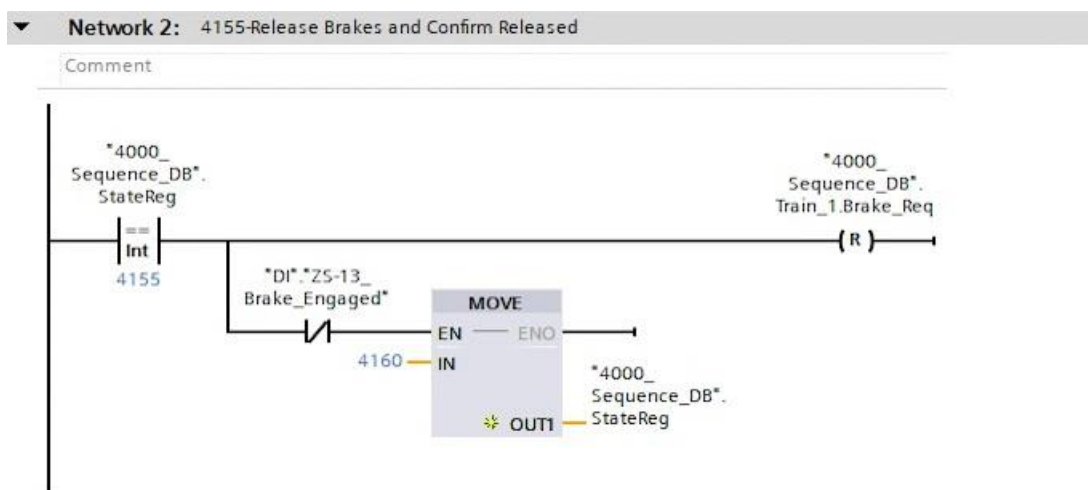 Network 2: 4155-Release Brakes and Confirm Released
Comment
"4000_
Sequence_DB".
StateReg
==
Int
4155
"4000_
Sequence_DB".
Train_1.Brake_Req
R
"DI"."ZS-13_
Brake_Engaged"
MOVE
EN ENO
4160 IN
OUT1
"4000_
Sequence_DB".
StateReg